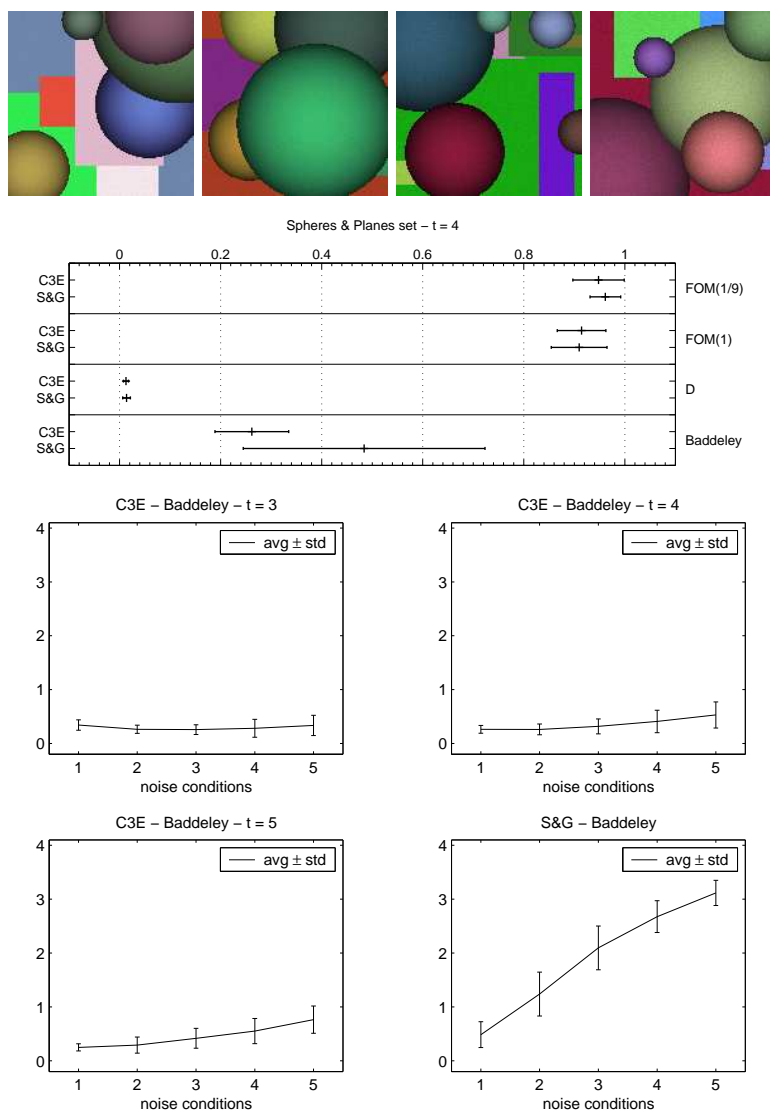 Spheres & Planes set – t = 4
0 0.2 0.4 0.6 0.8 1
C3E
S&G
FOM(1/9)
C3E
S&G
FOM(1)
C3E
S&G
D
C3E
S&G
Baddeley
C3E – Baddeley – t = 3
avg ± std
4
3
2
1
0
1 2 3 4 5
noise conditions
C3E – Baddeley – t = 4
avg ± std
4
3
2
1
0
1 2 3 4 5
noise conditions
C3E – Baddeley – t = 5
avg ± std
4
3
2
1
0
1 2 3 4 5
noise conditions
S&G – Baddeley
avg ± std
4
3
2
1
0
1 2 3 4 5
noise conditions